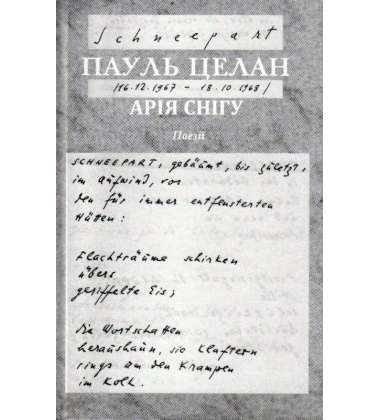 Schneepart
ПАУЛЬ ЦЕЛАН
/16.12.1967 – 18.10.1968/
АРІЯ СНІГУ
Поезії
SCHNEEPART, gebäumt, bis zuletzt,
im Aufwind, vor
den für immer entfensterten
Hütten:
Flachträume schirken
übers
geriffelte Eis;
die Wortschatten
heraushaun, sie klaftern
rings um den Krampen
im Kolk.